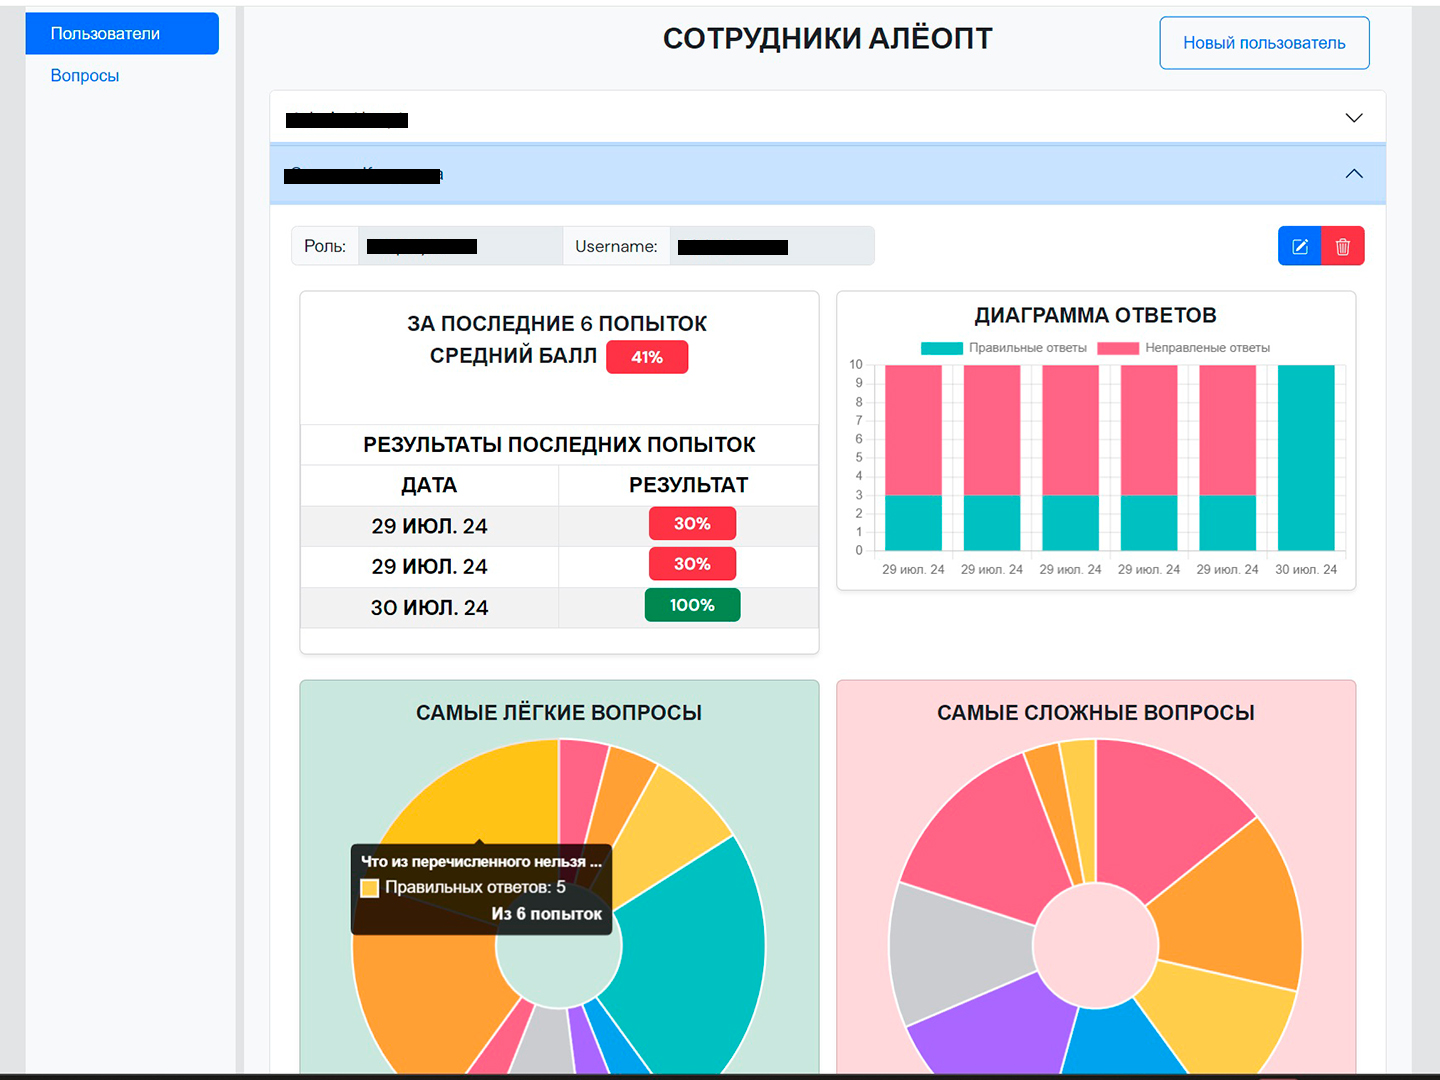 Пользователи
Вопросы
СОТРУДНИКИ АЛЁОПТ
Новый пользователь
Роль:
Username:
ЗА ПОСЛЕДНИЕ 6 ПОПЫТОК
СРЕДНИЙ БАЛЛ 41%
РЕЗУЛЬТАТЫ ПОСЛЕДНИХ ПОПЫТОК
ДАТА РЕЗУЛЬТАТ
29 ИЮЛ. 24 30%
29 ИЮЛ. 24 30%
30 ИЮЛ. 24 100%
ДИАГРАММА ОТВЕТОВ
Правильные ответы Неправленые ответы
10
9
8
7
6
5
4
3
2
1
0
29 июл. 24 29 июл. 24 29 июл. 24 29 июл. 24 29 июл. 24 30 июл. 24
САМЫЕ ЛЁГКИЕ ВОПРОСЫ
Что из перечисленного нельзя ...
Правильных ответов: 5
Из 6 попыток
САМЫЕ СЛОЖНЫЕ ВОПРОСЫ